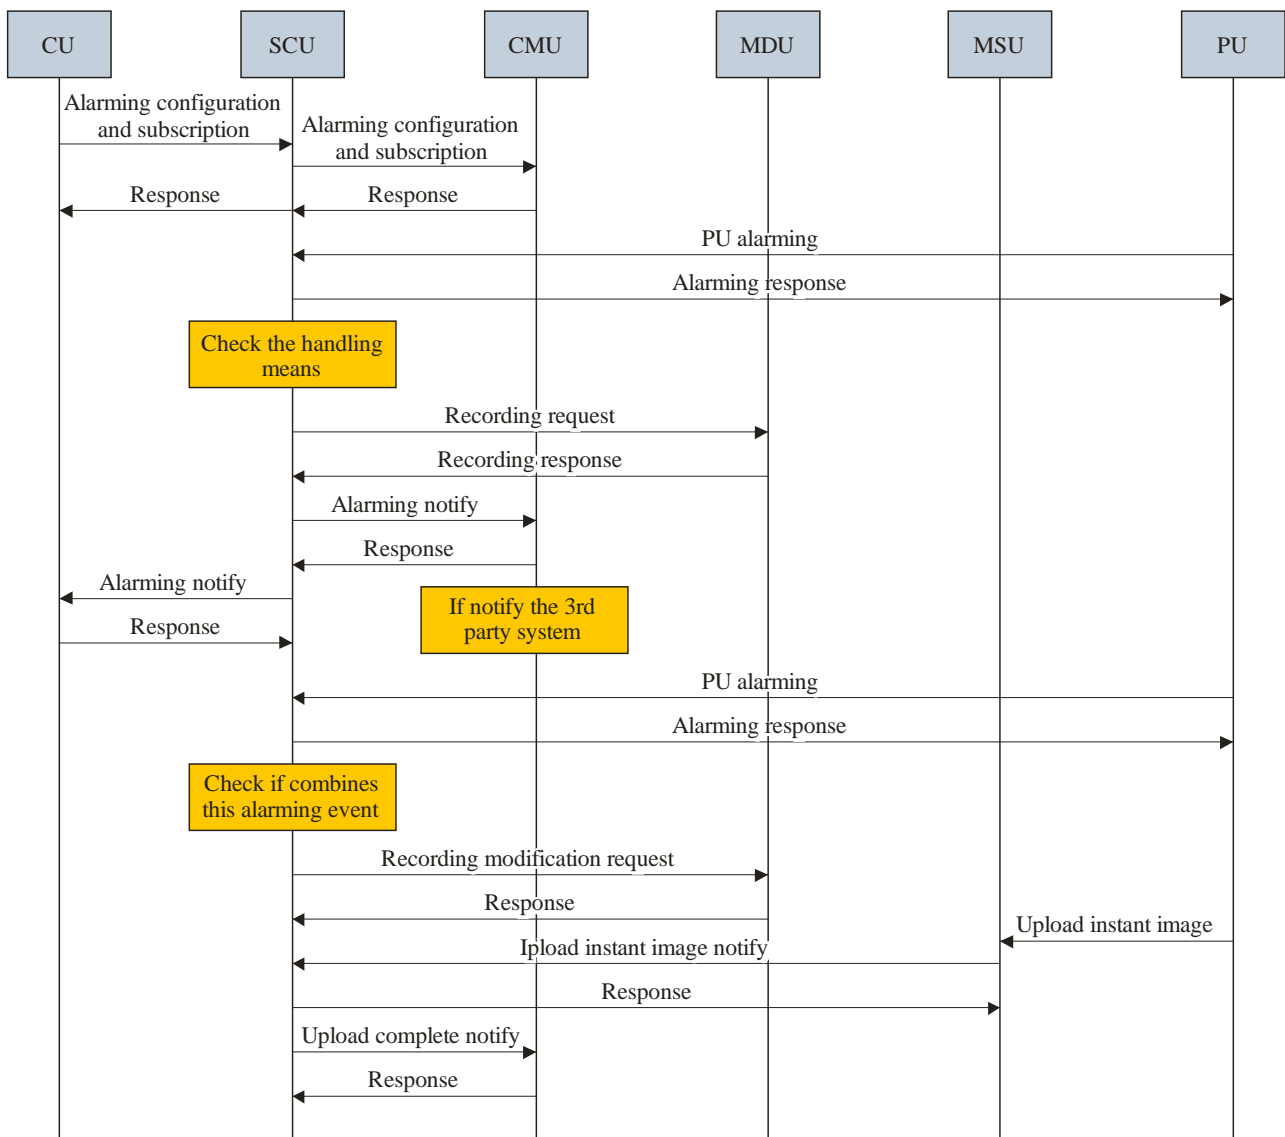 CU
SCU
CMU
MDU
MSU
PU
Alarming configuration
and subscription
Alarming configuration
and subscription
Response
Response
PU alarming
Alarming response
Check the handling
means
Recording request
Recording response
Alarming notify
Response
Alarming notify
If notify the 3rd
party system
Response
PU alarming
Alarming response
Check if combines
this alarming event
Recording modification request
Response
Upload instant image
Ipload instant image notify
Response
Upload complete notify
Response